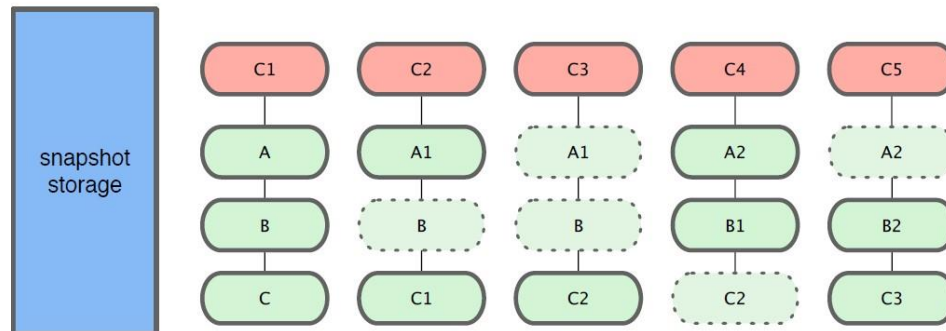 snapshot
storage
C1 C2 C3 C4 C5
A A1 A1 A2 A2
B B B B1 B2
C C1 C2 C2 C3